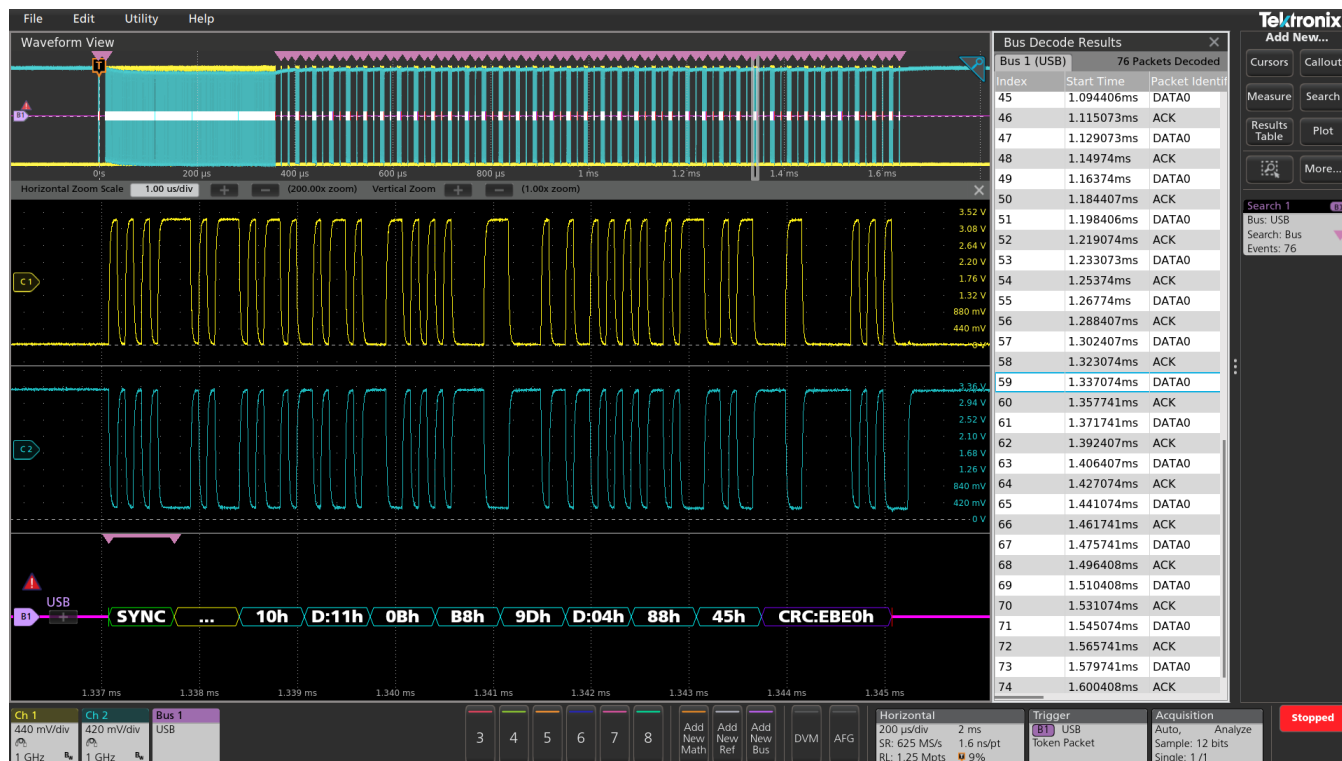 File Edit Utility Help
Tektronix
Waveform View
T
B1
0 s 200 µs 400 µs 600 µs 800 µs 1 ms 1.2 ms 1.4 ms 1.6 ms
Horizontal Zoom Scale 1.00 us/div + − (200.00x zoom) Vertical Zoom + − (1.00x zoom) ×
3.52 V
3.08 V
2.64 V
2.20 V
1.76 V
1.32 V
880 mV
440 mV
0 V
C1
3.36 V
2.94 V
2.52 V
2.10 V
1.68 V
1.26 V
840 mV
420 mV
0 V
C2
USB
B1 + SYNC ... 10h D:11h 0Bh B8h 9Dh D:04h 88h 45h CRC:EBE0h
1.337 ms 1.338 ms 1.339 ms 1.340 ms 1.341 ms 1.342 ms 1.343 ms 1.344 ms 1.345 ms
Bus Decode Results ×
Bus 1 (USB) 76 Packets Decoded
Index Start Time Packet Identif
45 1.094406ms DATA0
46 1.115073ms ACK
47 1.129073ms DATA0
48 1.14974ms ACK
49 1.16374ms DATA0
50 1.184407ms ACK
51 1.198406ms DATA0
52 1.219074ms ACK
53 1.233073ms DATA0
54 1.25374ms ACK
55 1.26774ms DATA0
56 1.288407ms ACK
57 1.302407ms DATA0
58 1.323074ms ACK
59 1.337074ms DATA0
60 1.357741ms ACK
61 1.371741ms DATA0
62 1.392407ms ACK
63 1.406407ms DATA0
64 1.427074ms ACK
65 1.441074ms DATA0
66 1.461741ms ACK
67 1.475741ms DATA0
68 1.496408ms ACK
69 1.510408ms DATA0
70 1.531074ms ACK
71 1.545074ms DATA0
72 1.565741ms ACK
73 1.579741ms DATA0
74 1.600408ms ACK
Add New...
Cursors Callout
Measure Search
Results Table Plot
More...
Search 1 B1
Bus: USB
Search: Bus
Events: 76
Ch 1
440 mV/div
1 GHz Bw
Ch 2
420 mV/div
1 GHz Bw
Bus 1
USB
3 4 5 6 7 8
Add New Math
Add New Ref
Add New Bus
DVM AFG
Horizontal
200 µs/div 2 ms
SR: 625 MS/s 1.6 ns/pt
RL: 1.25 Mpts 9%
Trigger
B1 USB
Token Packet
Acquisition
Auto, Analyze
Sample: 12 bits
Single: 1 /1
Stopped